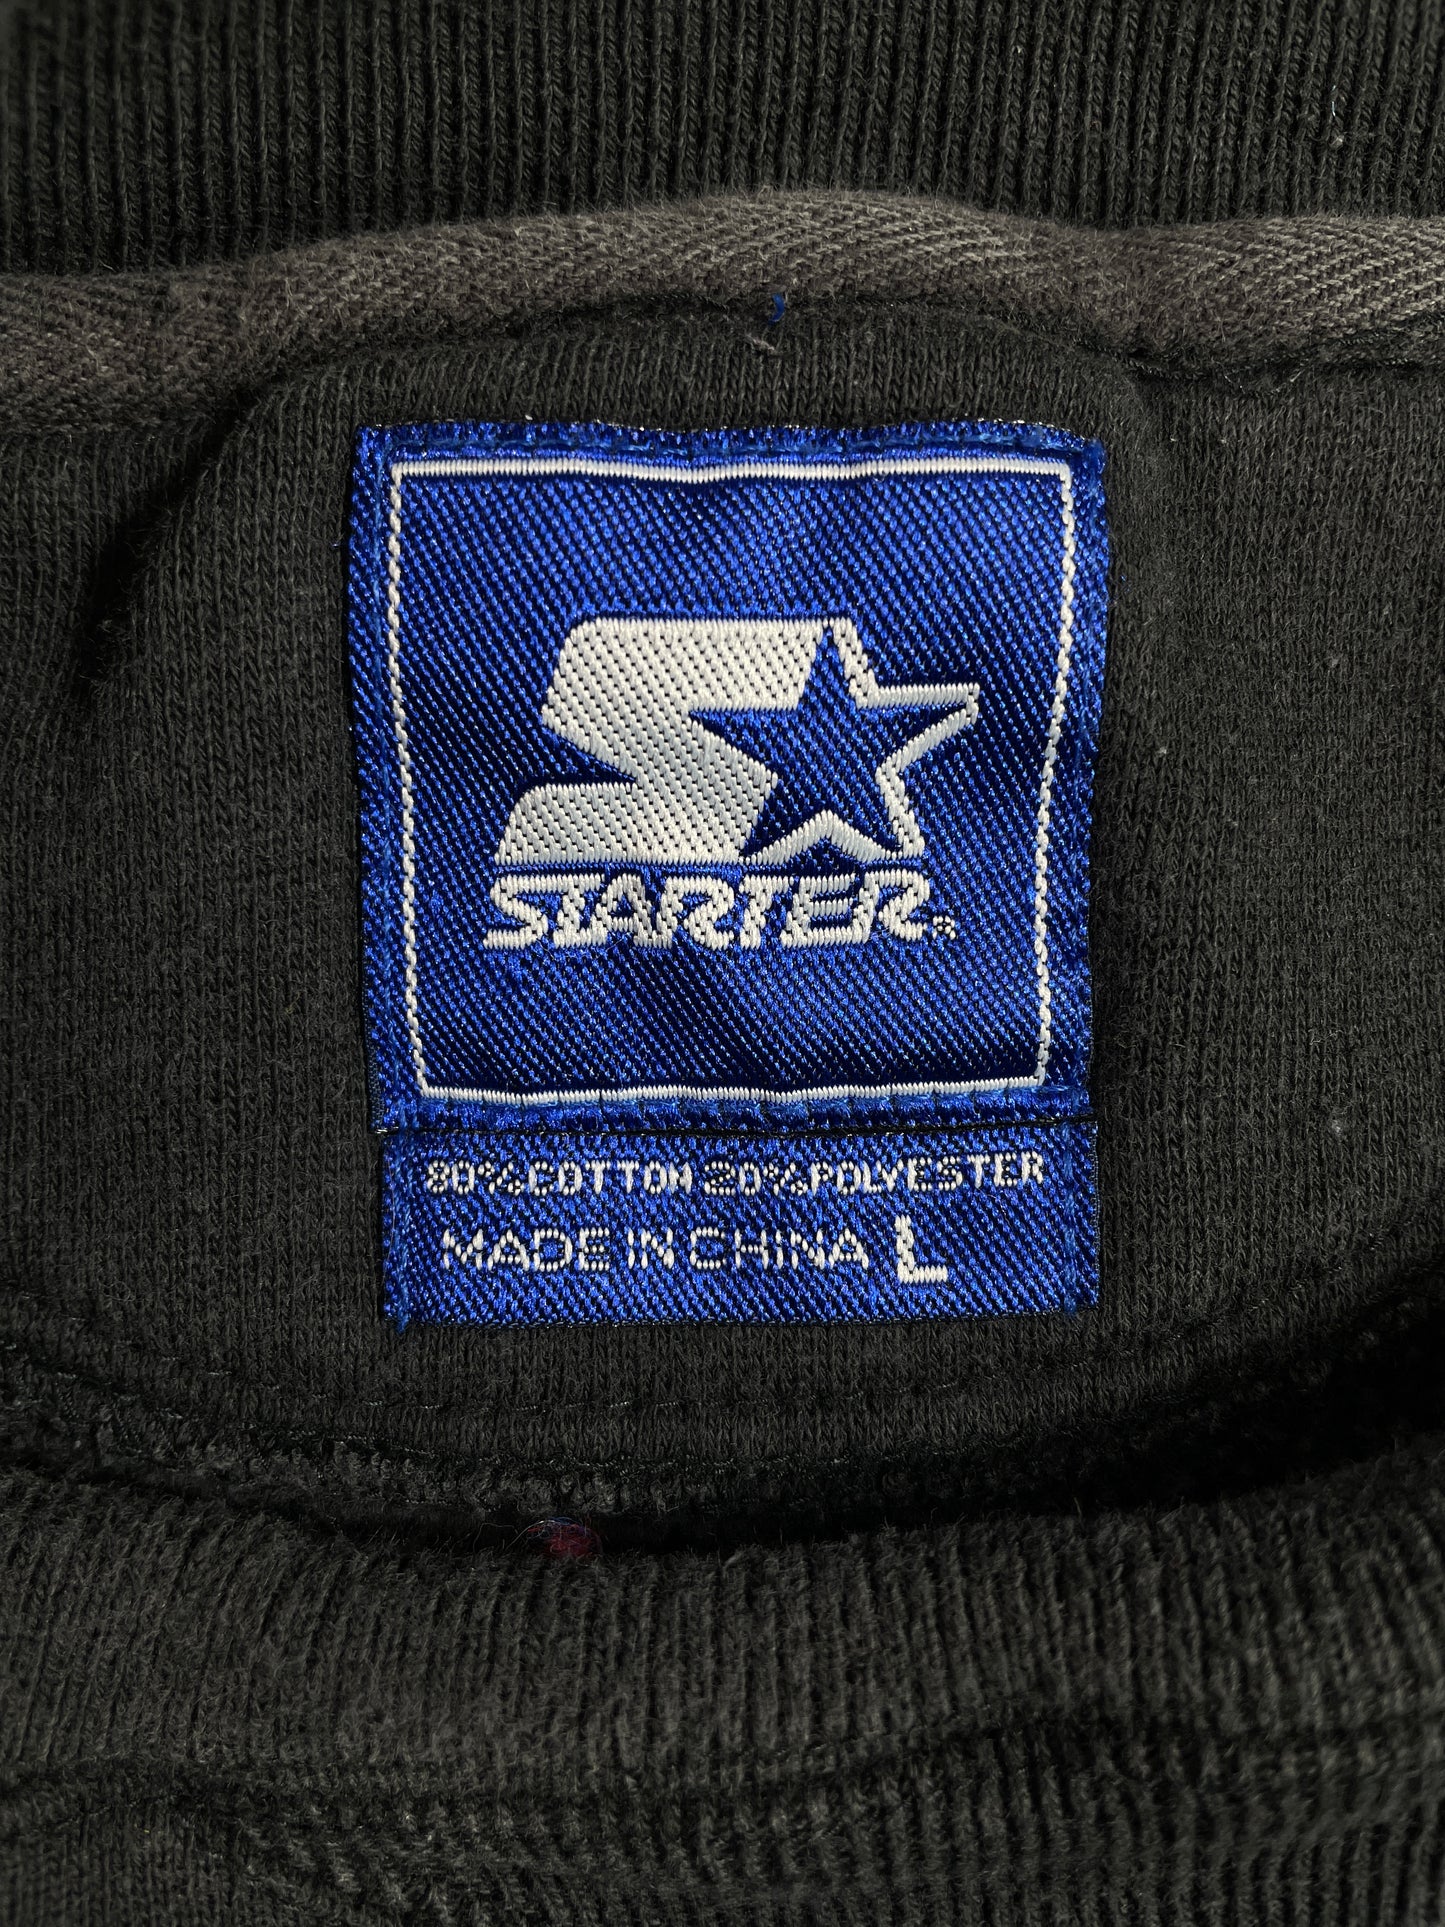 STARTER®
80% COTTON 20% POLYESTER
MADE IN CHINA L